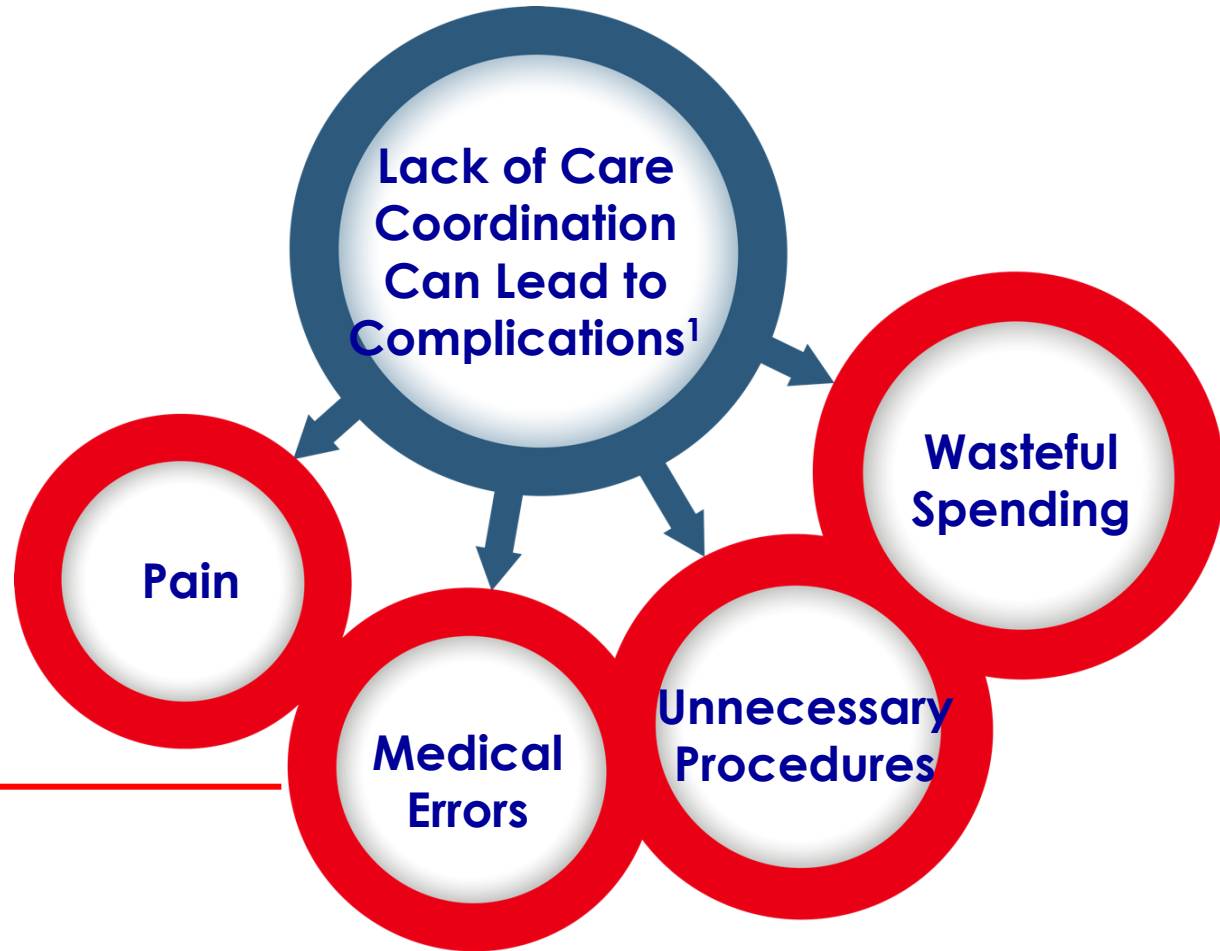 Lack of Care
Coordination
Can Lead to
Complications¹
Wasteful
Spending
Pain
Unnecessary
Procedures
Medical
Errors